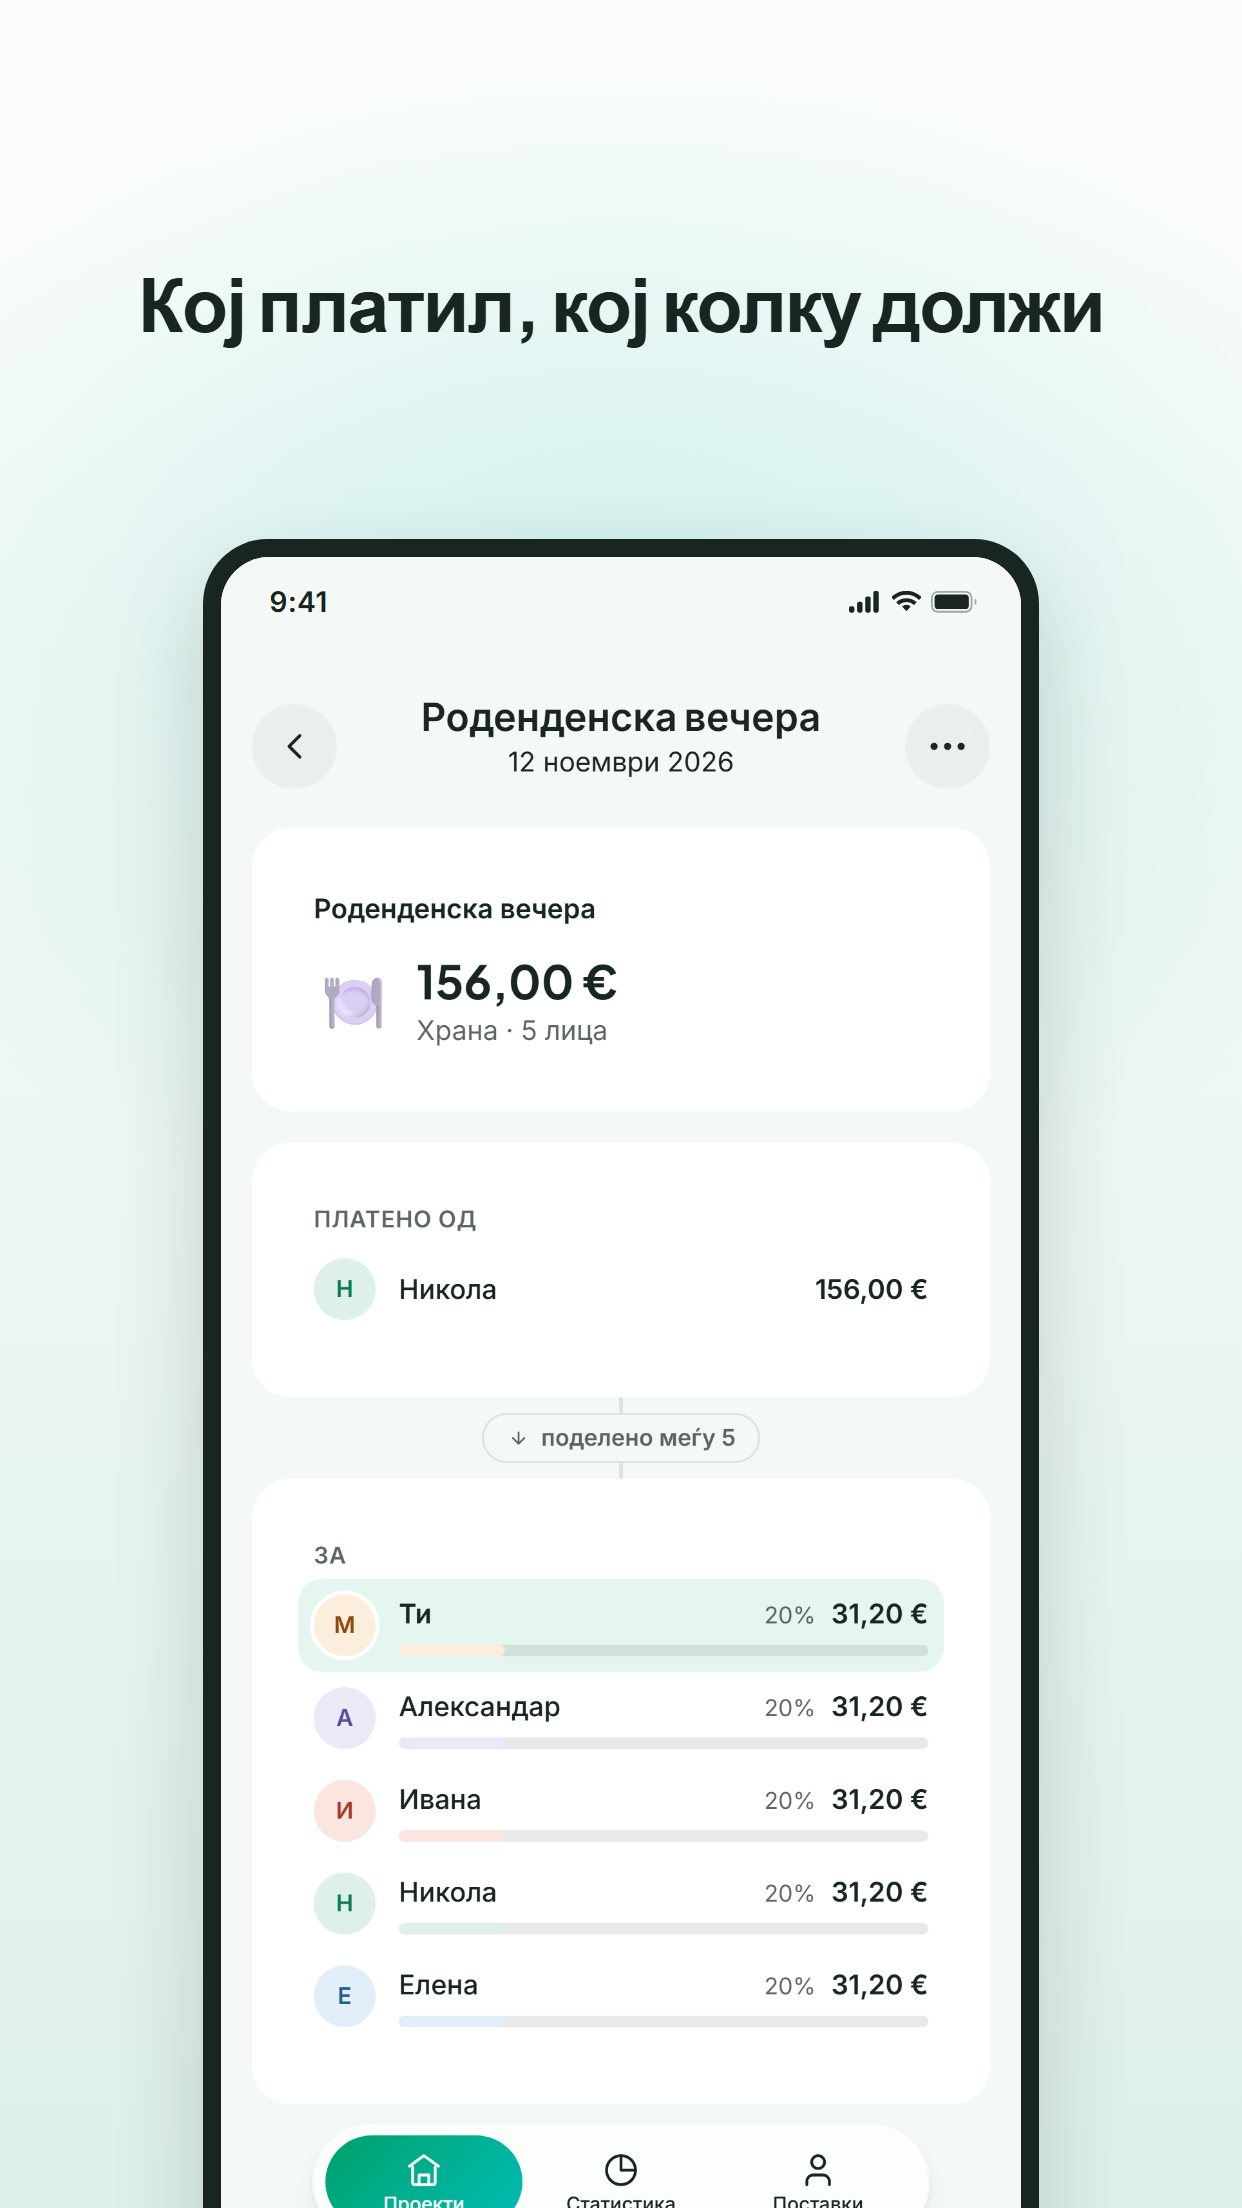 Кој платил, кој колку должи
9:41
Роденденска вечера
12 ноември 2026
Роденденска вечера
156,00 €
Храна · 5 лица
ПЛАТЕНО ОД
Н Никола 156,00 €
↓ поделено меѓу 5
ЗА
М Ти 20% 31,20 €
А Александар 20% 31,20 €
И Ивана 20% 31,20 €
Н Никола 20% 31,20 €
Е Елена 20% 31,20 €
Проекти Статистика Поставки